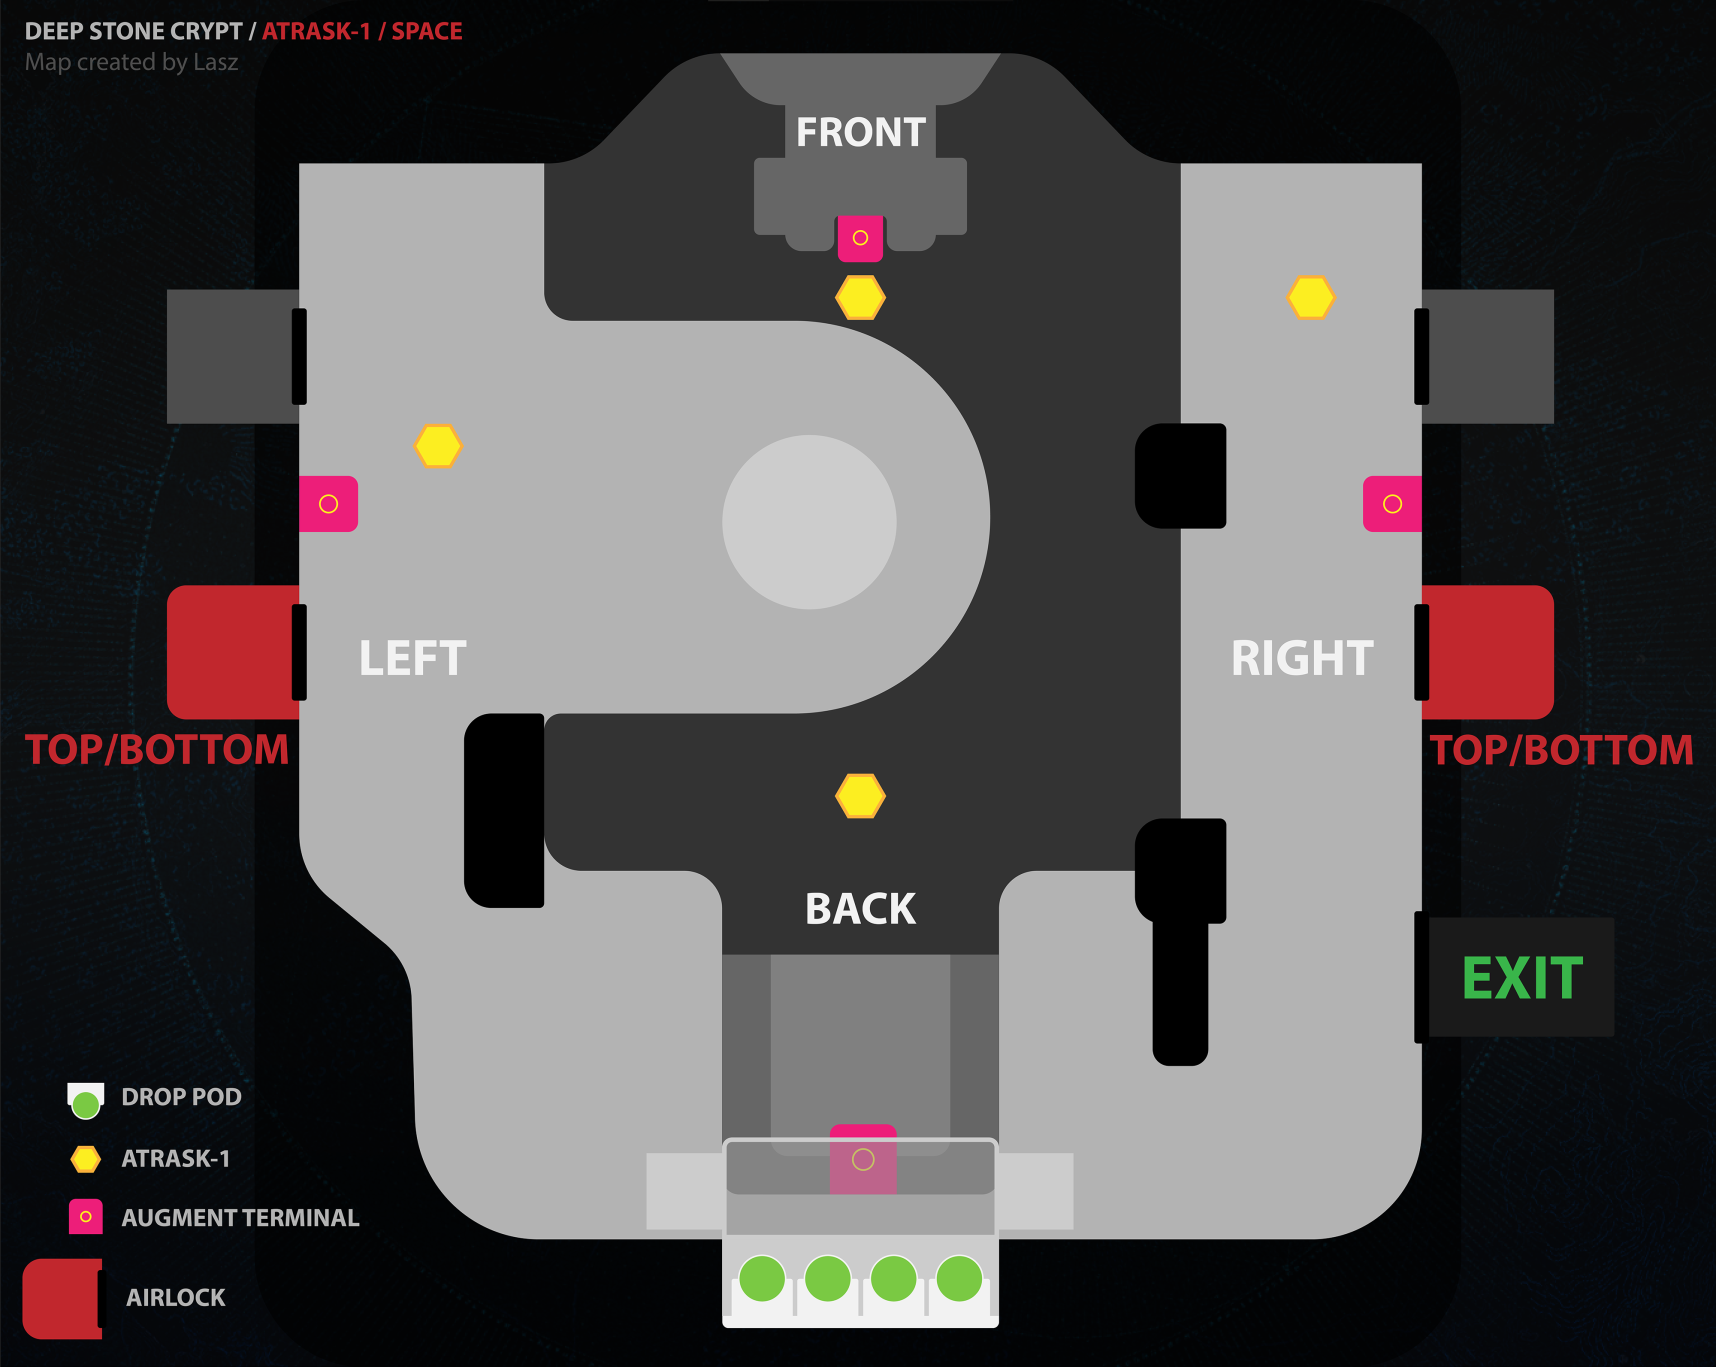 DEEP STONE CRYPT / ATRASK-1 / SPACE
Map created by Lasz
FRONT
LEFT
RIGHT
TOP/BOTTOM
TOP/BOTTOM
BACK
EXIT
DROP POD
ATRASK-1
AUGMENT TERMINAL
AIRLOCK